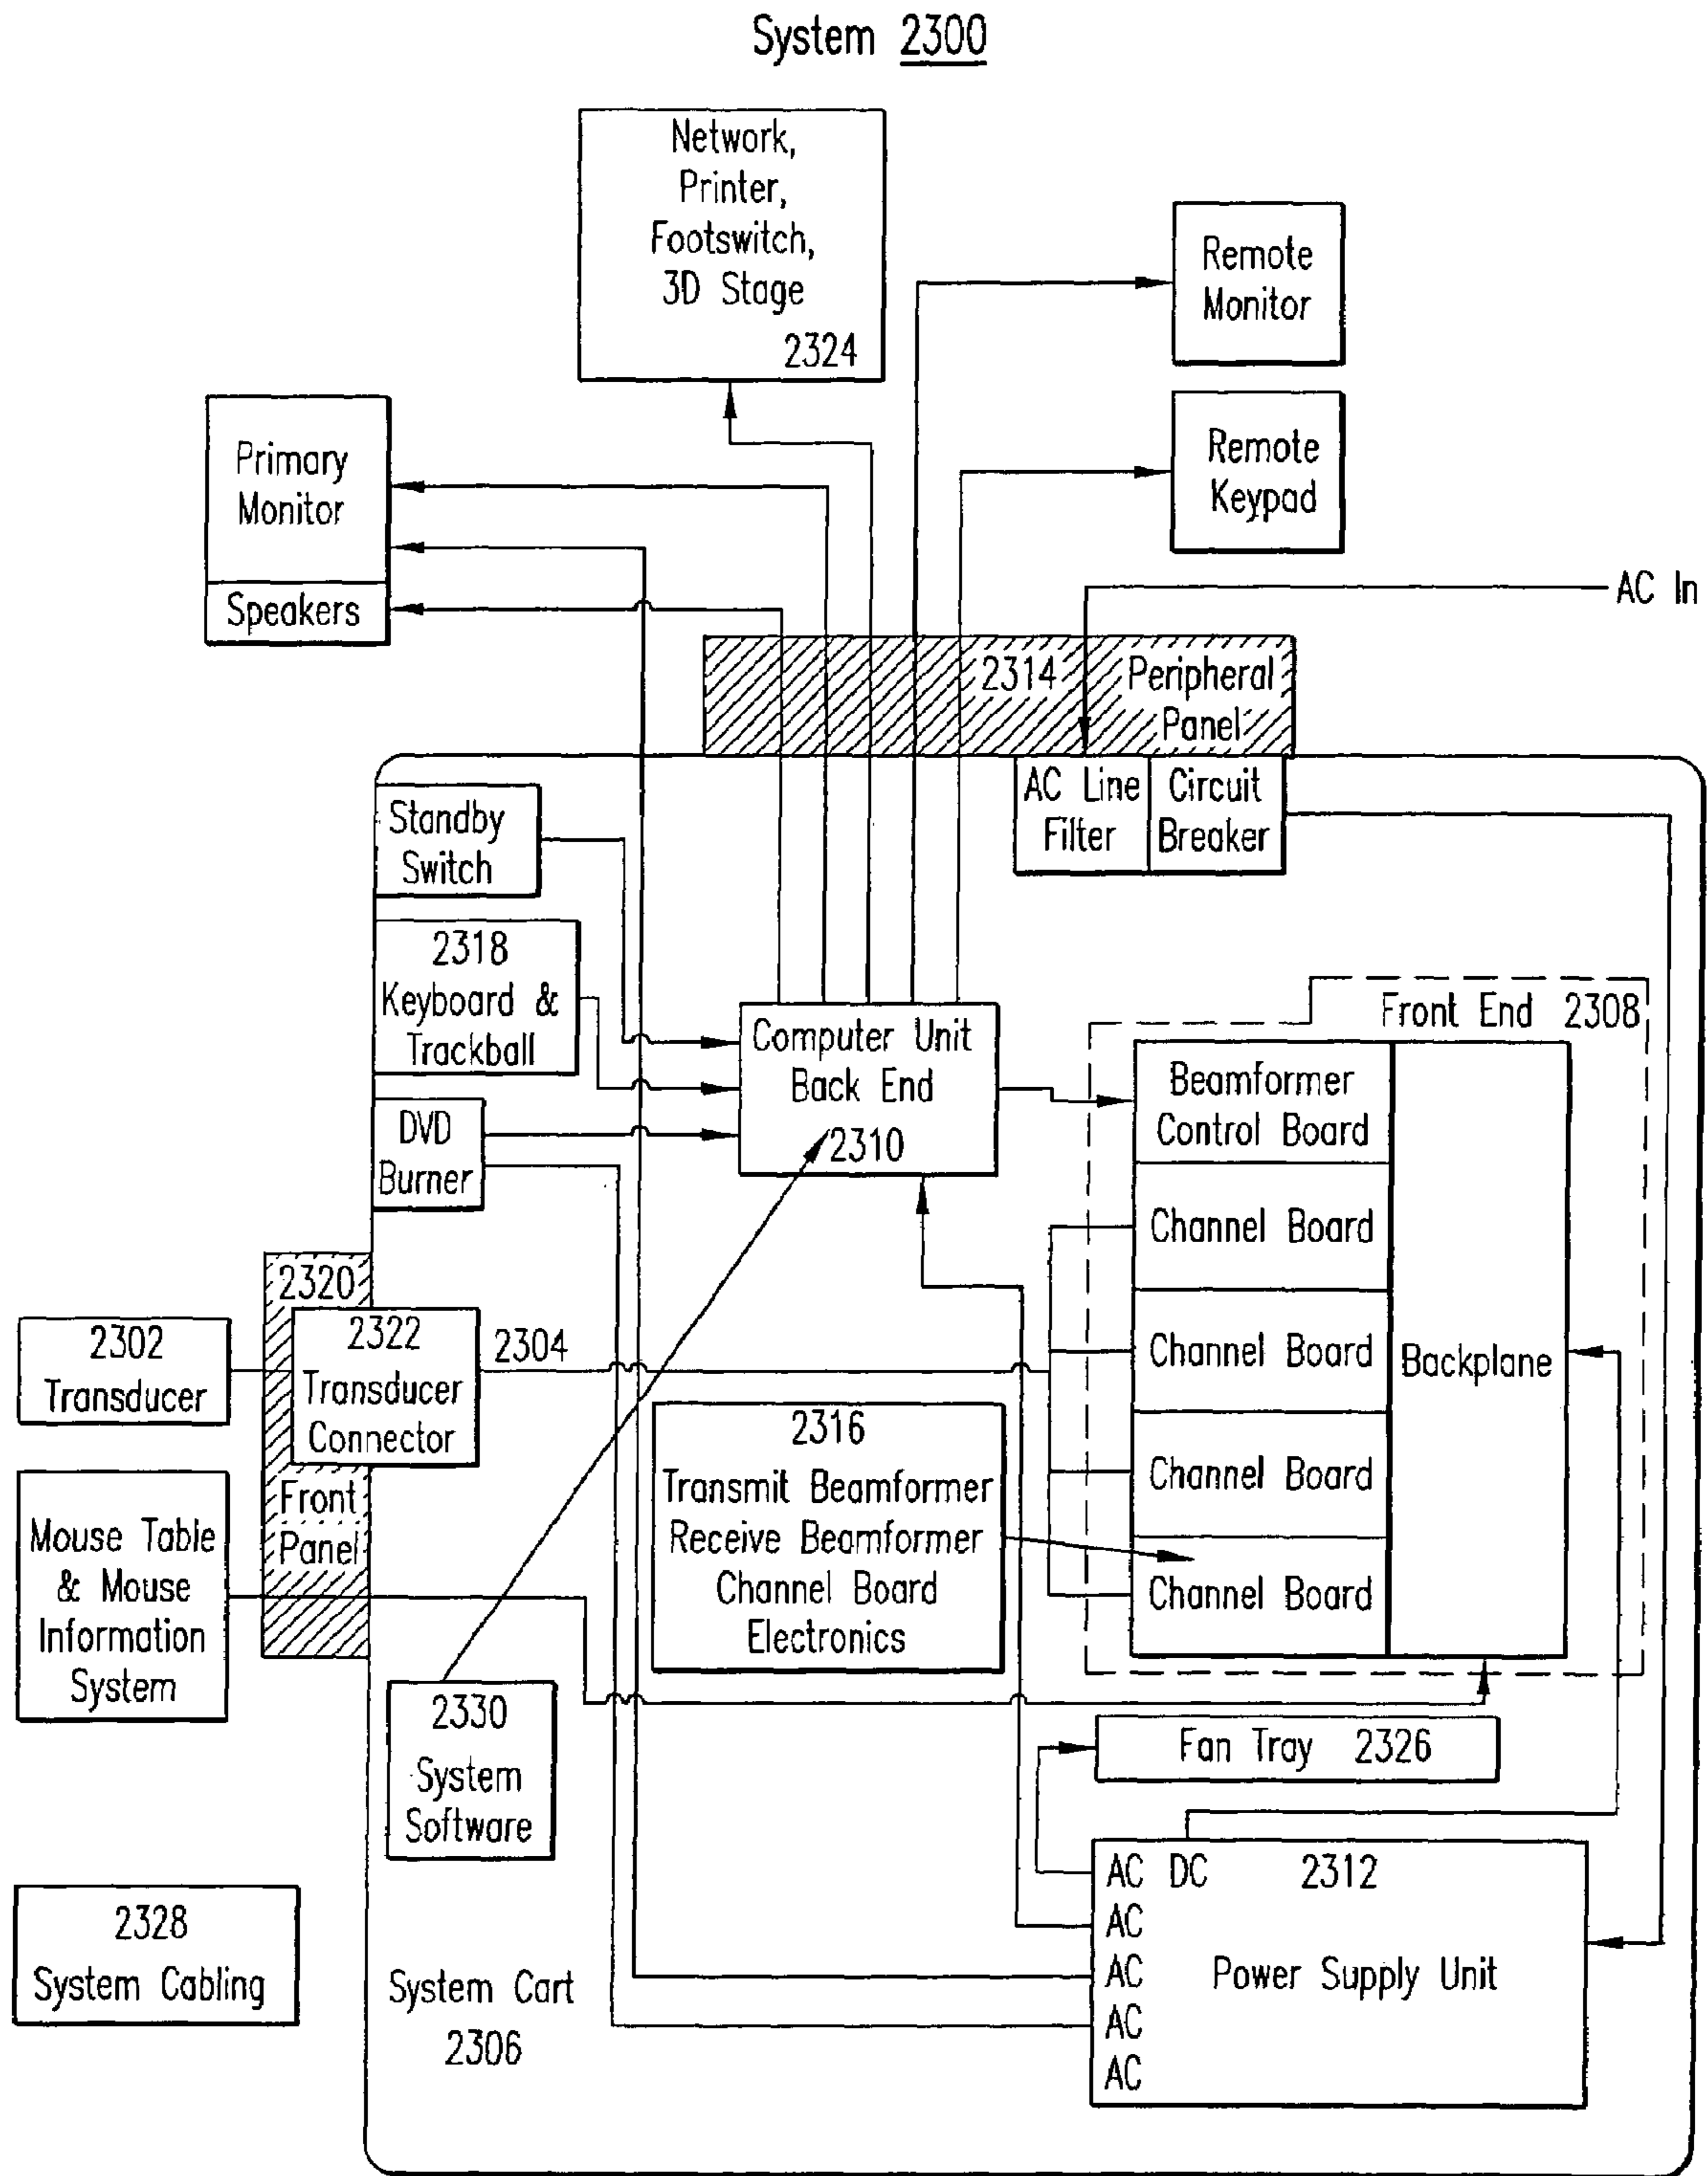 System 2300
Network,
Printer,
Footswitch,
3D Stage
2324
Remote
Monitor
Remote
Keypad
Primary
Monitor
Speakers
AC In
2314
Peripheral
Panel
AC Line
Filter
Circuit
Breaker
Standby
Switch
2318
Keyboard &
Trackball
DVD
Burner
Computer Unit
Back End
2310
Front End 2308
Beamformer
Control Board
Channel Board
Channel Board
Channel Board
Channel Board
Backplane
2320
2322
Transducer
Connector
2304
2302
Transducer
Front
Panel
Mouse Table
& Mouse
Information
System
2316
Transmit Beamformer
Receive Beamformer
Channel Board
Electronics
2330
System
Software
Fan Tray 2326
AC DC 2312
AC
AC
AC
AC
Power Supply Unit
2328
System Cabling
System Cart
2306